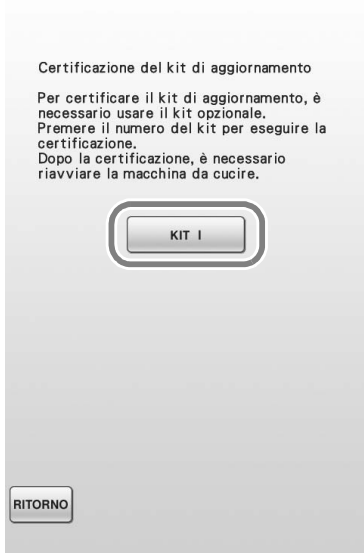 Certificazione del kit di aggiornamento
Per certificare il kit di aggiornamento, è
necessario usare il kit opzionale.
Premere il numero del kit per eseguire la
certificazione.
Dopo la certificazione, è necessario
riavviare la macchina da cucire.
KIT I
RITORNO